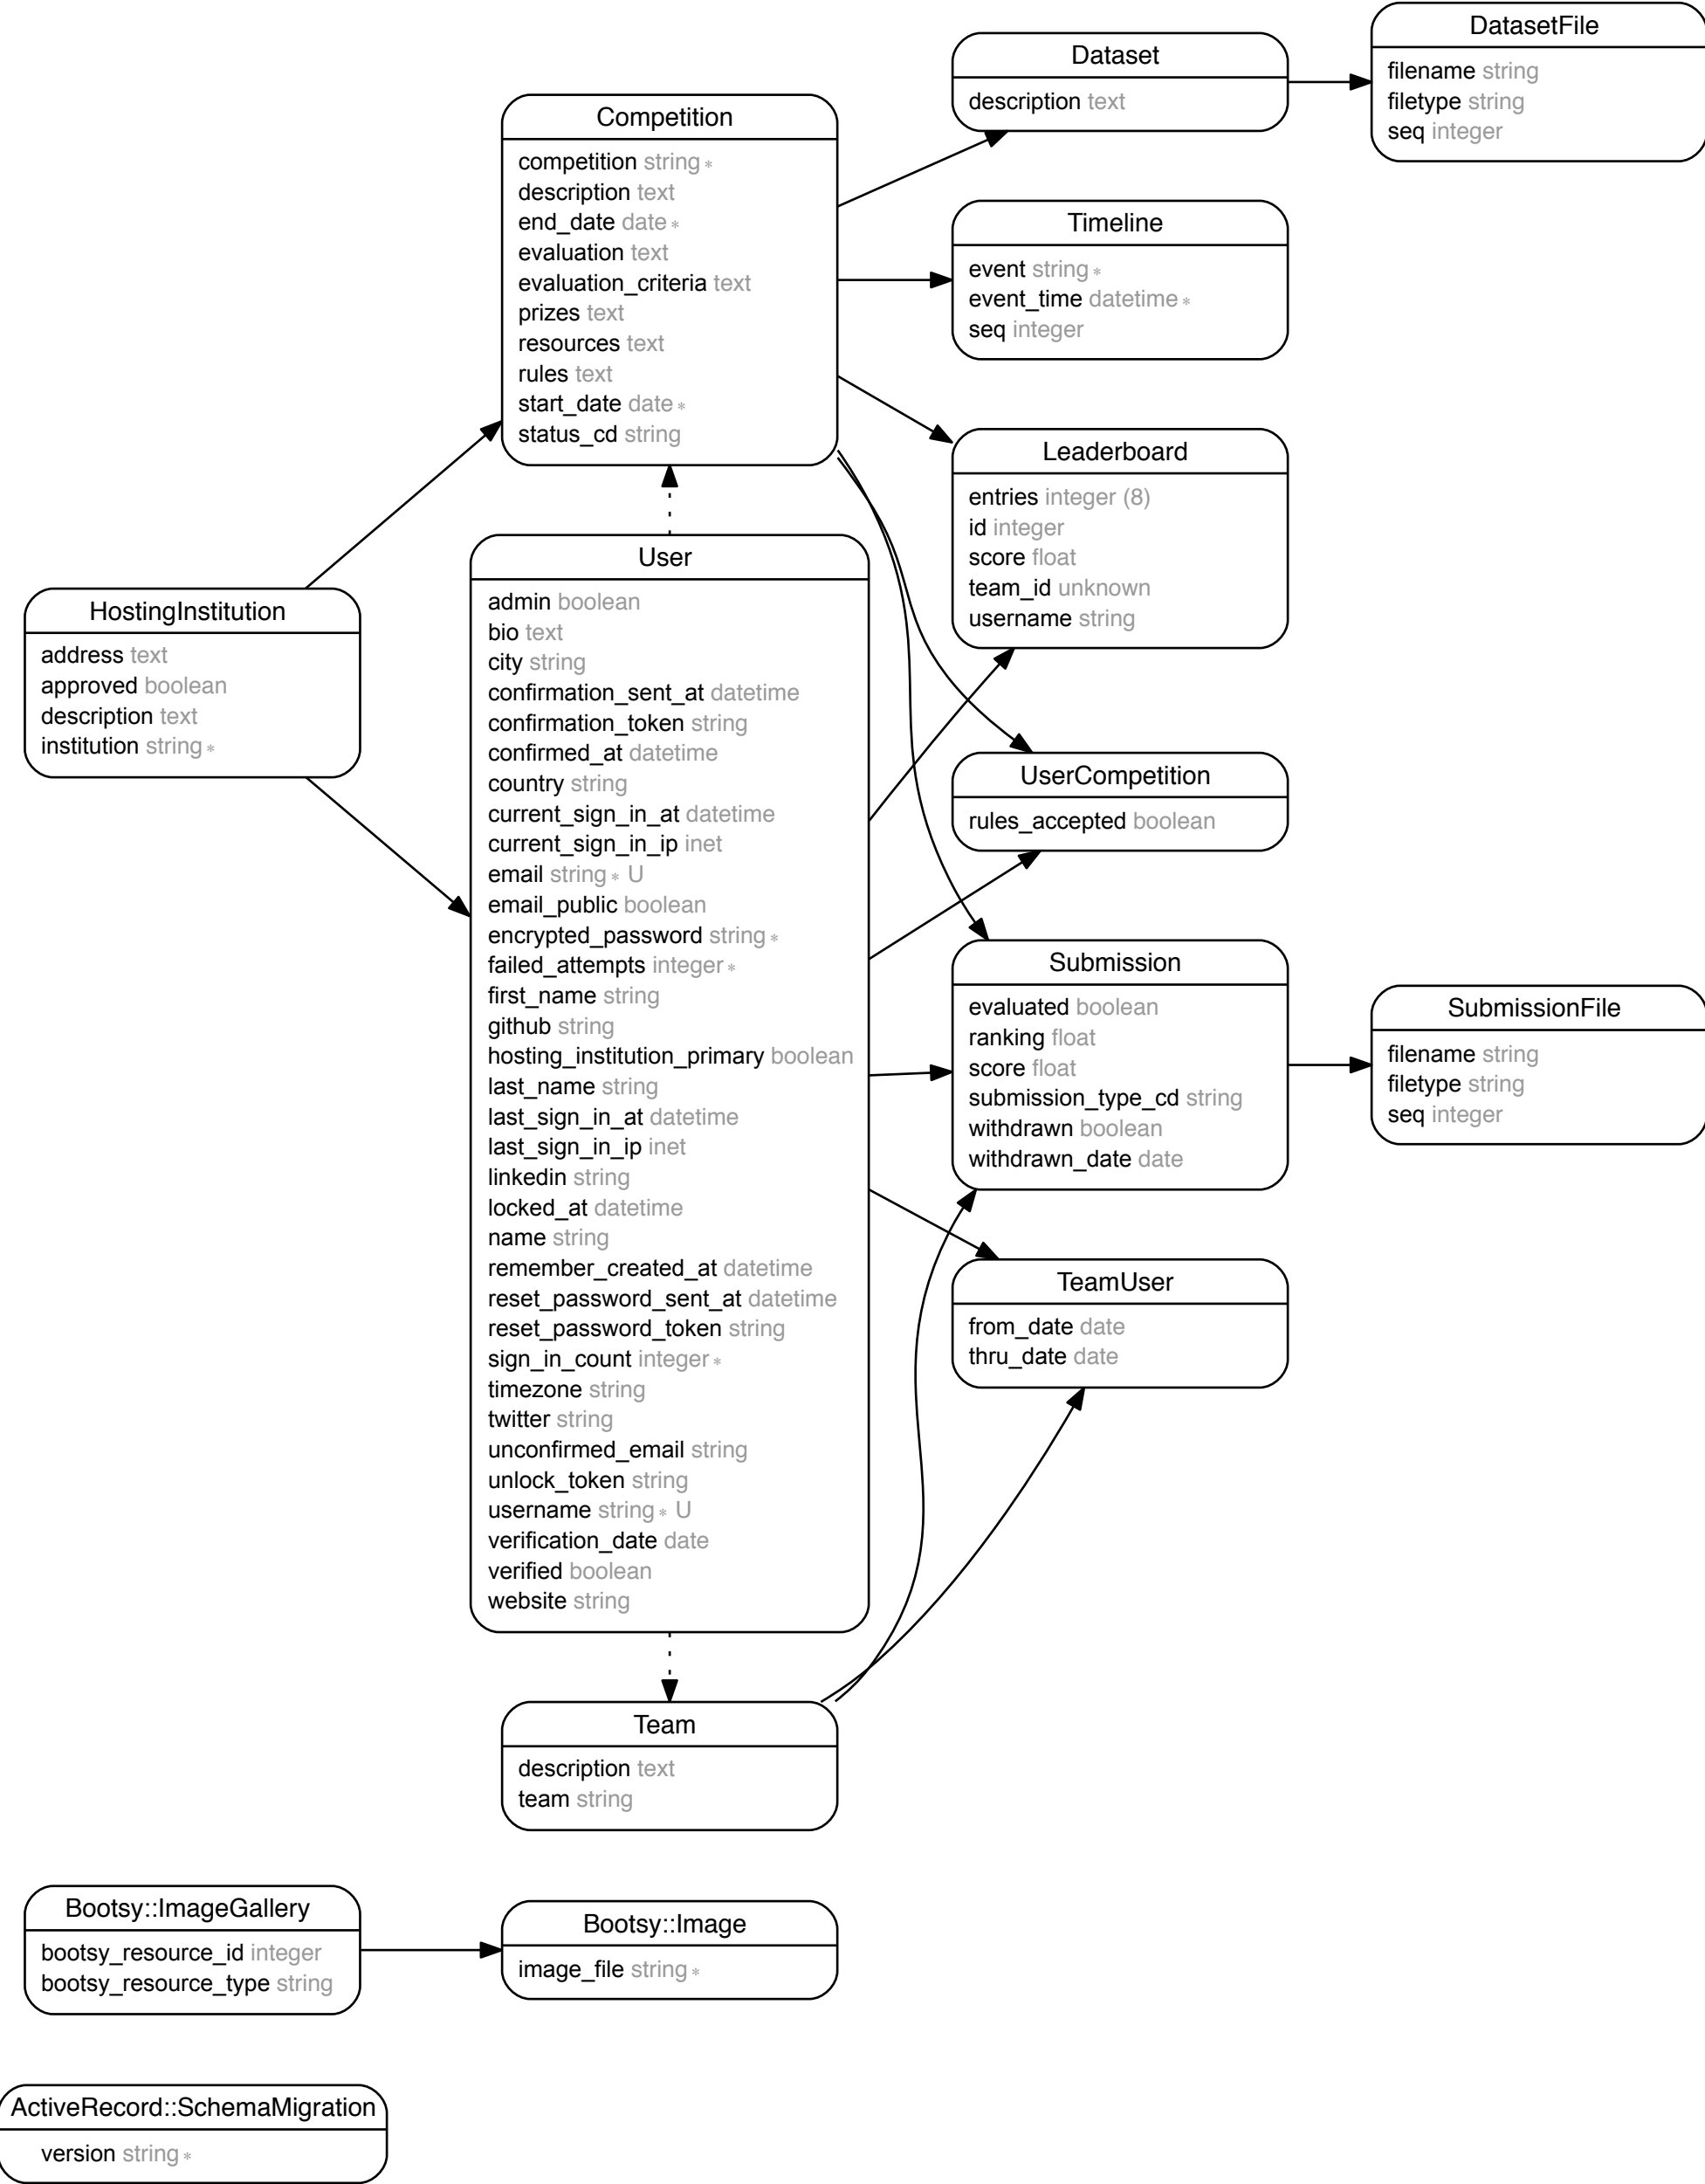 DatasetFile
filename string
filetype string
seq integer
Dataset
description text
Competition
competition string *
description text
end_date date *
evaluation text
evaluation_criteria text
prizes text
resources text
rules text
start_date date *
status_cd string
Timeline
event string *
event_time datetime *
seq integer
Leaderboard
entries integer (8)
id integer
score float
team_id unknown
username string
HostingInstitution
address text
approved boolean
description text
institution string *
User
admin boolean
bio text
city string
confirmation_sent_at datetime
confirmation_token string
confirmed_at datetime
country string
current_sign_in_at datetime
current_sign_in_ip inet
email string * U
email_public boolean
encrypted_password string *
failed_attempts integer *
first_name string
github string
hosting_institution_primary boolean
last_name string
last_sign_in_at datetime
last_sign_in_ip inet
linkedin string
locked_at datetime
name string
remember_created_at datetime
reset_password_sent_at datetime
reset_password_token string
sign_in_count integer *
timezone string
twitter string
unconfirmed_email string
unlock_token string
username string * U
verification_date date
verified boolean
website string
UserCompetition
rules_accepted boolean
Submission
evaluated boolean
ranking float
score float
submission_type_cd string
withdrawn boolean
withdrawn_date date
SubmissionFile
filename string
filetype string
seq integer
TeamUser
from_date date
thru_date date
Team
description text
team string
Bootsy::ImageGallery
bootsy_resource_id integer
bootsy_resource_type string
Bootsy::Image
image_file string *
ActiveRecord::SchemaMigration
version string *